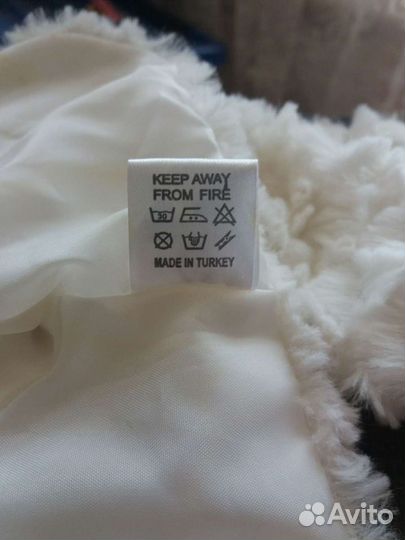 KEEP AWAY
FROM FIRE
30
MADE IN TURKEY
Avito